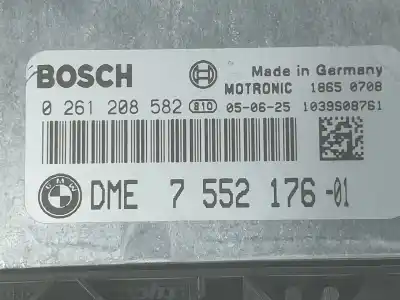 BOSCH Made in Germany
MOTRONIC 1865 0708
0 261 208 582 810 05-06-25 1039S08761
BMW DME 7 552 176-01